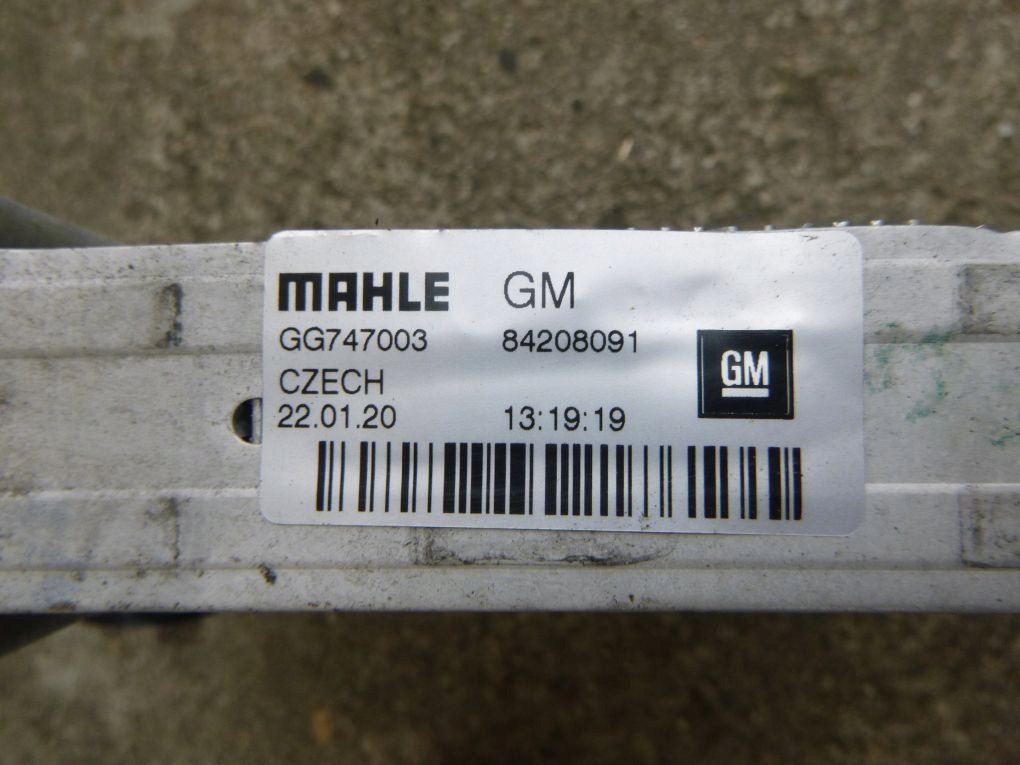 MAHLE GM
GG747003 84208091
GM
CZECH
22.01.20 13:19:19